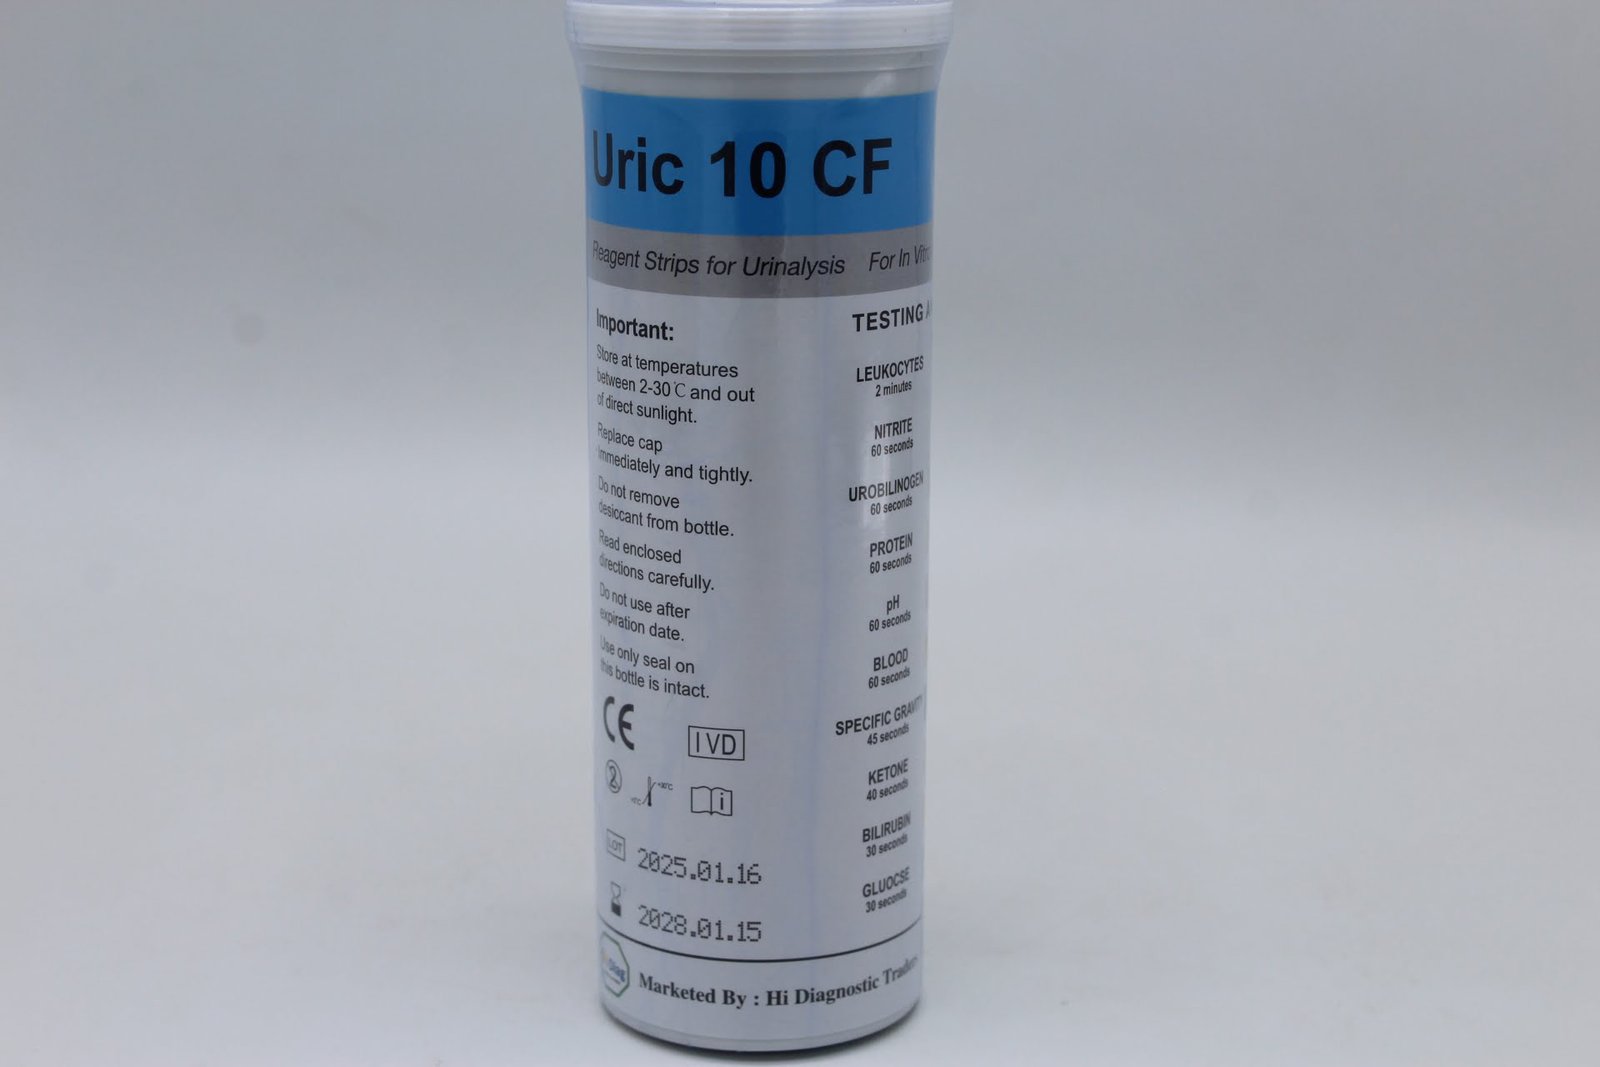 Uric 10 CF
Reagent Strips for Urinalysis For In Vitro
Important:
Store at temperatures
between 2-30℃ and out
of direct sunlight.
Replace cap
immediately and tightly.
Do not remove
desiccant from bottle.
Read enclosed
directions carefully.
Do not use after
expiration date.
Use only seal on
this bottle is intact.
CE
IVD
2
+2°C +30°C
i
LOT 2025.01.16
2028.01.15
TESTING
LEUKOCYTES
2 minutes
NITRITE
60 seconds
UROBILINOGEN
60 seconds
PROTEIN
60 seconds
pH
60 seconds
BLOOD
60 seconds
SPECIFIC GRAVITY
45 seconds
KETONE
40 seconds
BILIRUBIN
30 seconds
GLUOCSE
30 seconds
Marketed By : Hi Diagnostic Traders